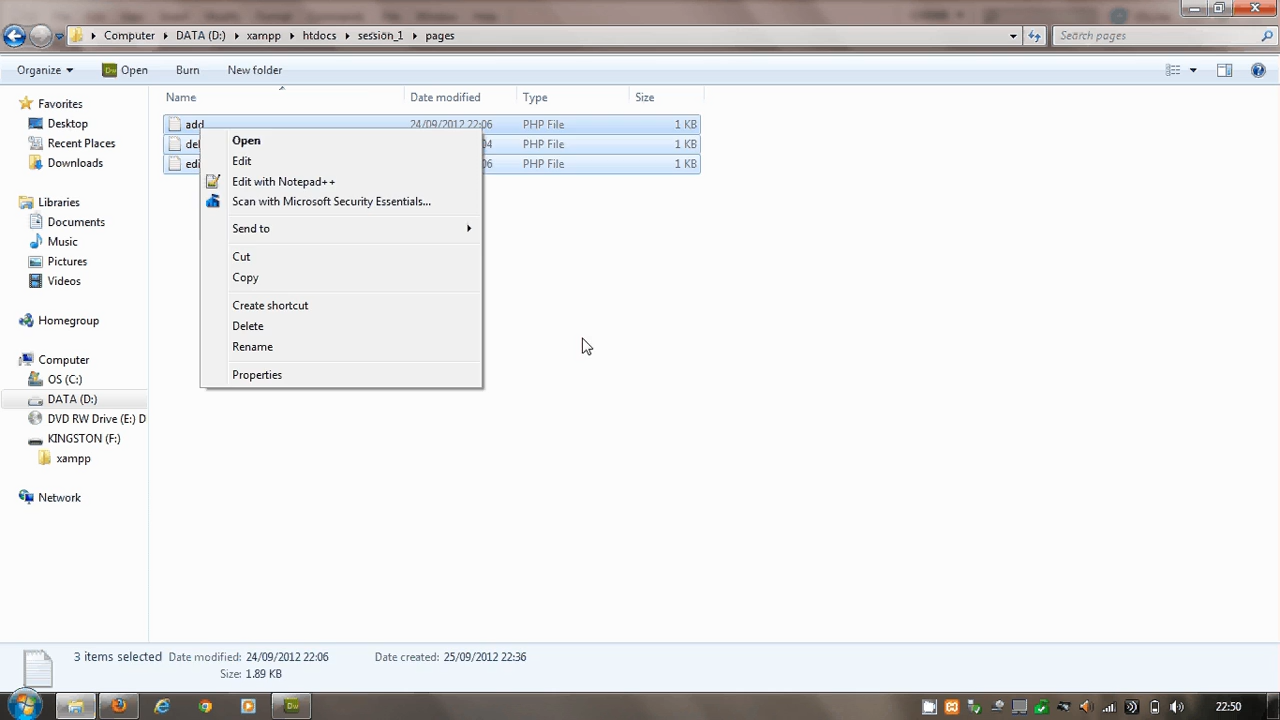 Computer DATA (D:) xampp htdocs session_1 pages Search pages
Organize Open Burn New folder
Name Date modified Type Size
Favorites
Desktop
Recent Places
Downloads
Libraries
Documents
Music
Pictures
Videos
Homegroup
Computer
OS (C:)
DATA (D:)
DVD RW Drive (E:) D
KINGSTON (F:)
xampp
Network
add 24/09/2012 22:06 PHP File 1 KB
del 04 PHP File 1 KB
edi 06 PHP File 1 KB
Open
Edit
Edit with Notepad++
Scan with Microsoft Security Essentials...
Send to
Cut
Copy
Create shortcut
Delete
Rename
Properties
3 items selected Date modified: 24/09/2012 22:06 Date created: 25/09/2012 22:36
Size: 1.89 KB
Dw
22:50